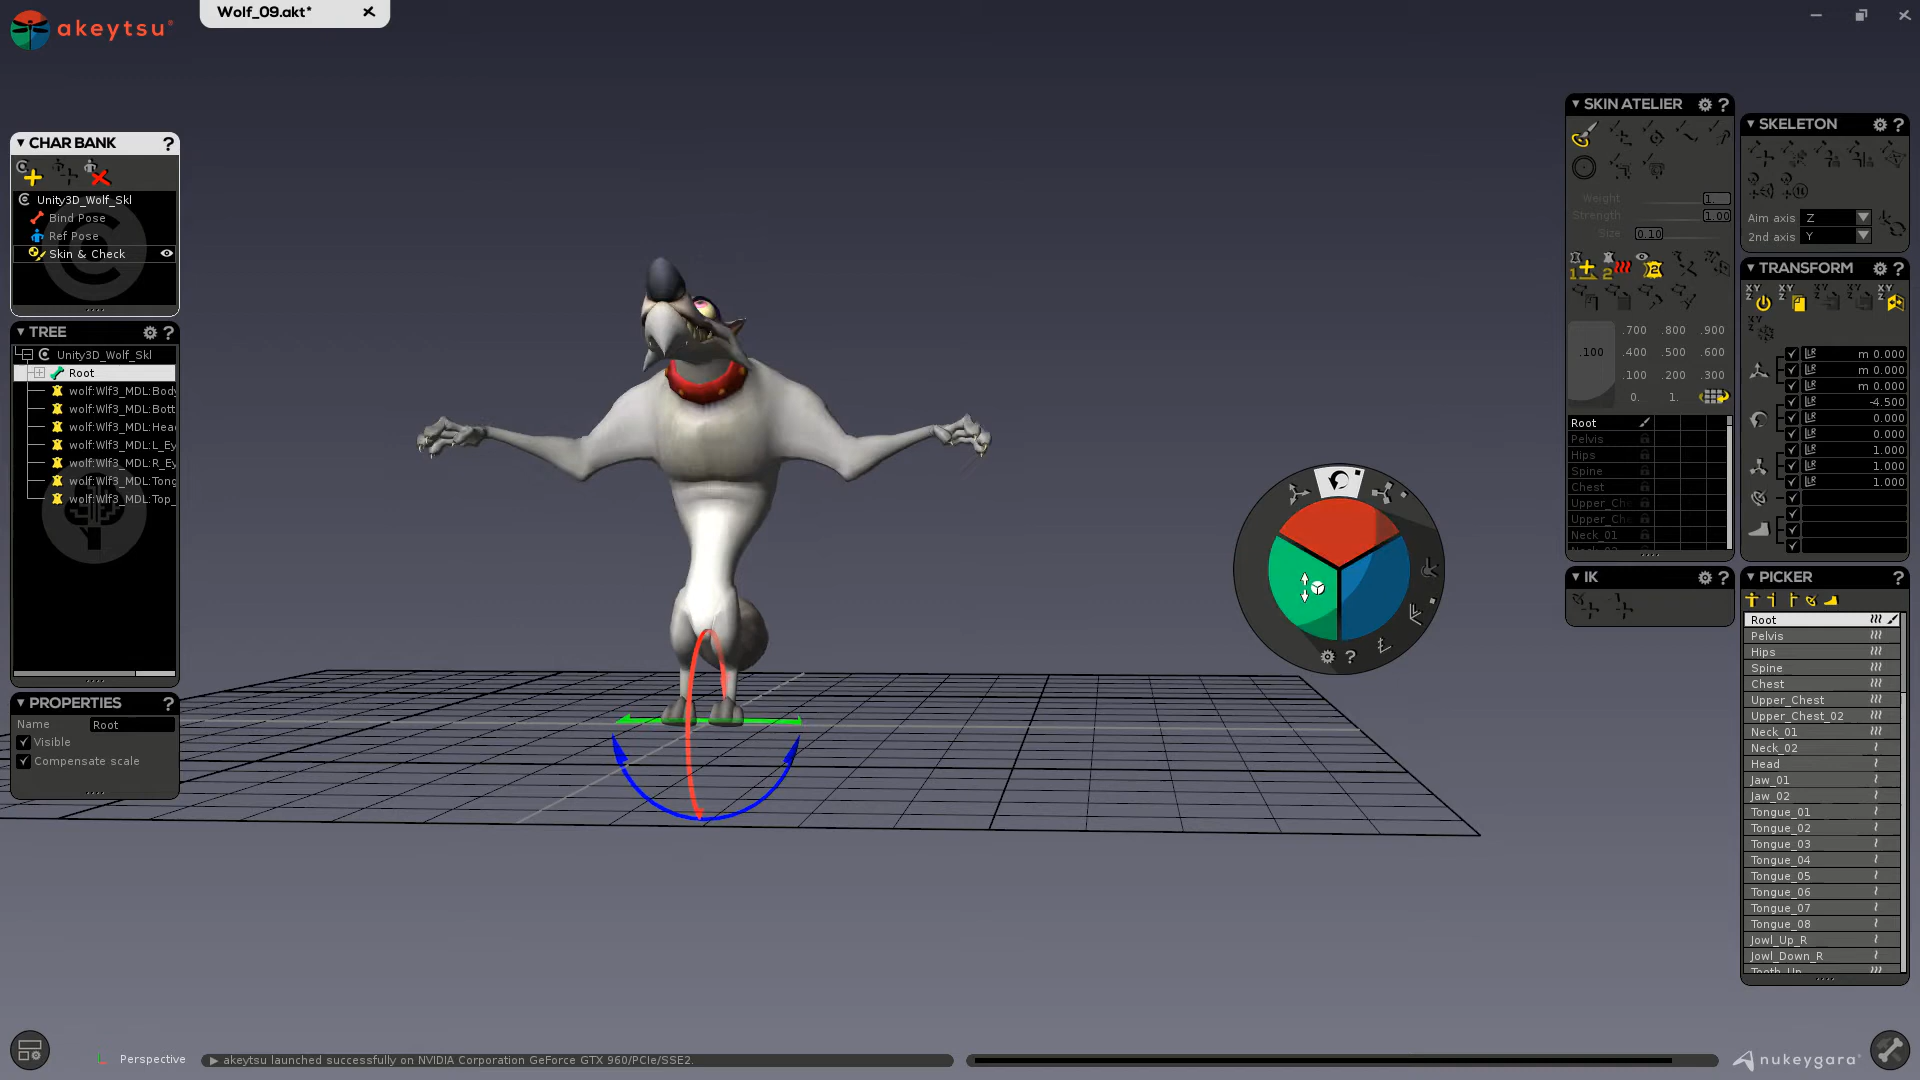 akeytsu
Wolf_09.akt*
CHAR BANK ?
Unity3D_Wolf_Skl
Bind Pose
Ref Pose
Skin & Check
TREE ?
Unity3D_Wolf_Skl
Root
wolf:Wlf3_MDL:Body
wolf:Wlf3_MDL:Bott
wolf:Wlf3_MDL:Hea
wolf:Wlf3_MDL:L_Ey
wolf:Wlf3_MDL:R_Ey
wolf:Wlf3_MDL:Tong
wolf:Wlf3_MDL:Top_
PROPERTIES ?
Name Root
Visible
Compensate scale
SKIN ATELIER ?
Weight 1.
Strength 1.00
Size 0.10
.700 .800 .900
.100 .400 .500 .600
.100 .200 .300
0. 1.
Root
Pelvis
Hips
Spine
Chest
Upper_Ch
Upper_Ch
Neck_01
IK ?
SKELETON ?
Aim axis Z
2nd axis Y
TRANSFORM ?
m 0.000
m 0.000
m 0.000
-4.500
0.000
0.000
1.000
1.000
1.000
PICKER ?
Root
Pelvis
Hips
Spine
Chest
Upper_Chest
Upper_Chest_02
Neck_01
Neck_02
Head
Jaw_01
Jaw_02
Tongue_01
Tongue_02
Tongue_03
Tongue_04
Tongue_05
Tongue_06
Tongue_07
Tongue_08
Jowl_Up_R
Jowl_Down_R
Tooth_Up
?
Perspective
akeytsu launched successfully on NVIDIA Corporation GeForce GTX 960/PCIe/SSE2.
nukeygara